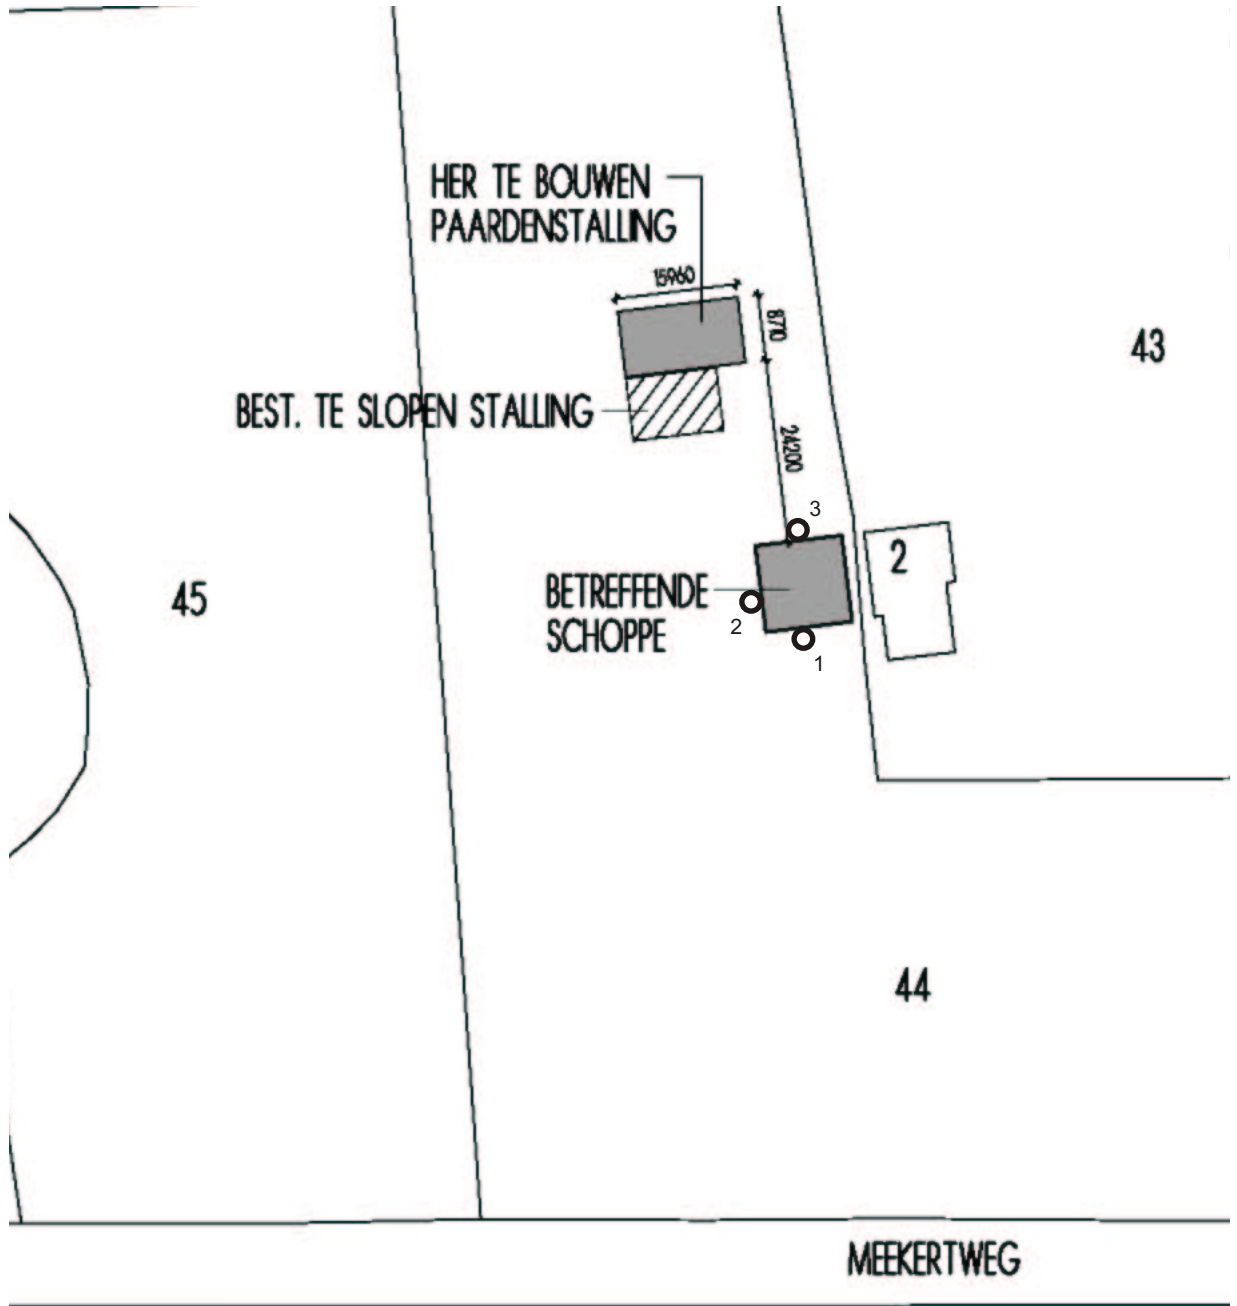 HER TE BOUWEN
PAARDENSTALLING
15960
8710
43
BEST. TE SLOPEN STALLING
24200
3
2
45
BETREFFENDE
SCHOPPE
2
1
44
MEEKERTWEG